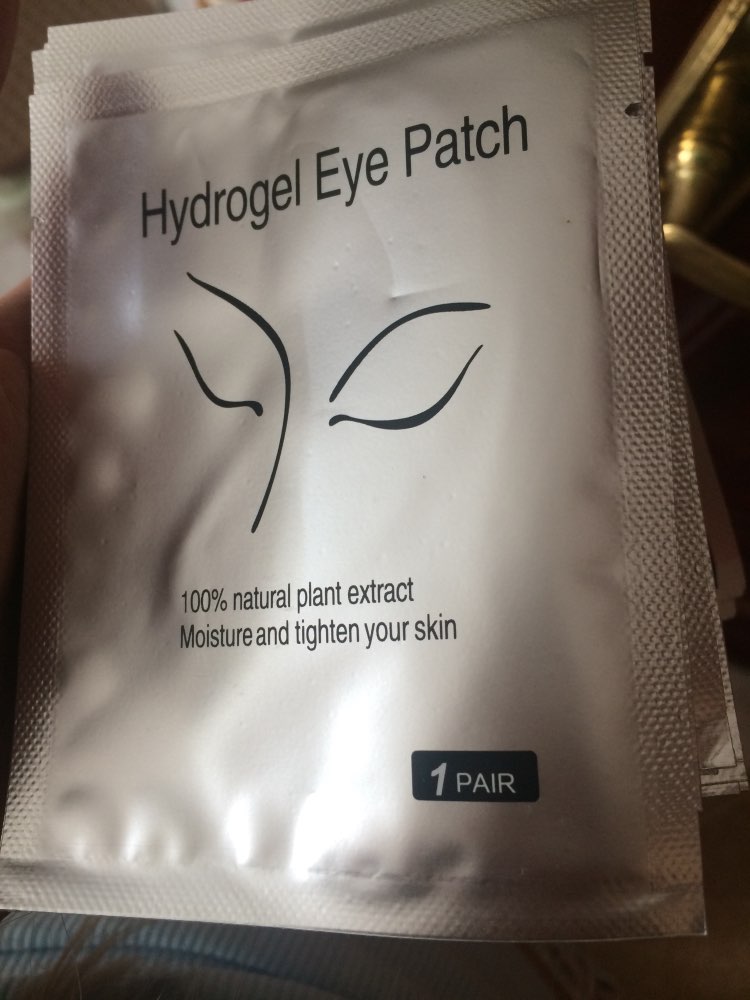 Hydrogel Eye Patch
100% natural plant extract
Moisture and tighten your skin
1 PAIR